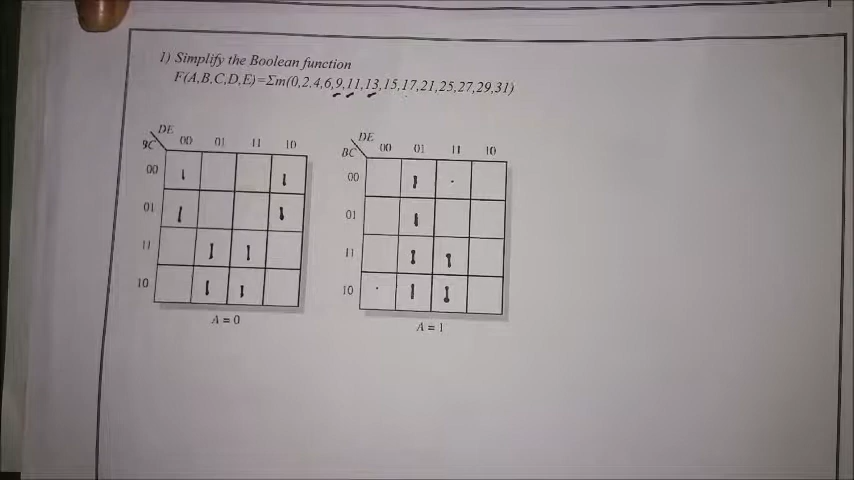 1) Simplify the Boolean function
F(A,B,C,D,E)=Σm(0,2,4,6,9,11,13,15,17,21,25,27,29,31)
DE
BC 00 01 11 10
00 1 1
01 1 1
11 1 1
10 1 1
A = 0
DE
BC 00 01 11 10
00 1
01 1
11 1 1
10 1 1
A = 1